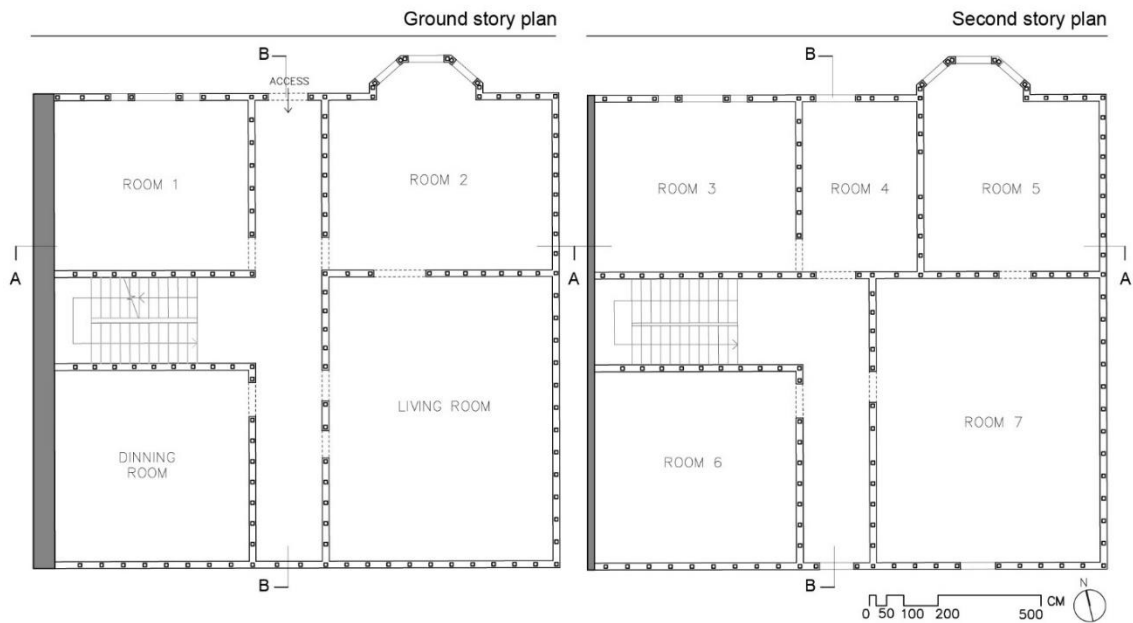 Ground story plan
Second story plan
B
ACCESS
ROOM 1
ROOM 2
A
A
DINNING
ROOM
LIVING ROOM
B
B
ROOM 3
ROOM 4
ROOM 5
A
ROOM 6
ROOM 7
B
0 50 100 200 500 CM
N